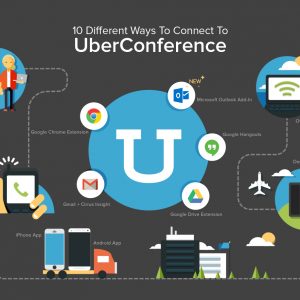 10 Different Ways To Connect To
UberConference
NEW
Microsoft Outlook Add-In
Google Chrome Extension
Google Hangouts
U
Gmail + Cirrus Insight
Google Drive Extension
iPhone App
Android App